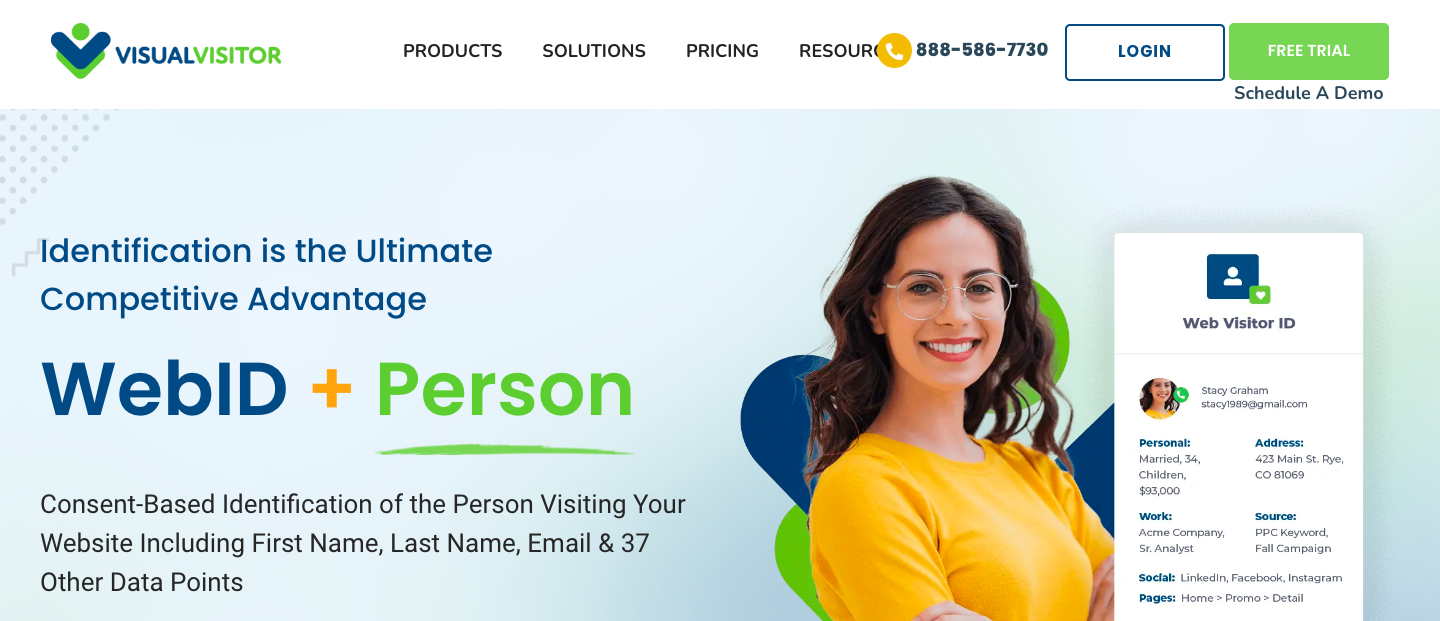 VISUALVISITOR
PRODUCTS
SOLUTIONS
PRICING
RESOURC
888-586-7730
LOGIN
FREE TRIAL
Schedule A Demo
Identification is the Ultimate
Competitive Advantage
WebID + Person
Consent-Based Identification of the Person Visiting Your
Website Including First Name, Last Name, Email & 37
Other Data Points
Web Visitor ID
Stacy Graham
stacy1989@gmail.com
Personal:
Married, 34,
Children,
$93,000
Address:
423 Main St. Rye,
CO 81069
Work:
Acme Company,
Sr. Analyst
Source:
PPC Keyword,
Fall Campaign
Social: LinkedIn, Facebook, Instagram
Pages: Home > Promo > Detail